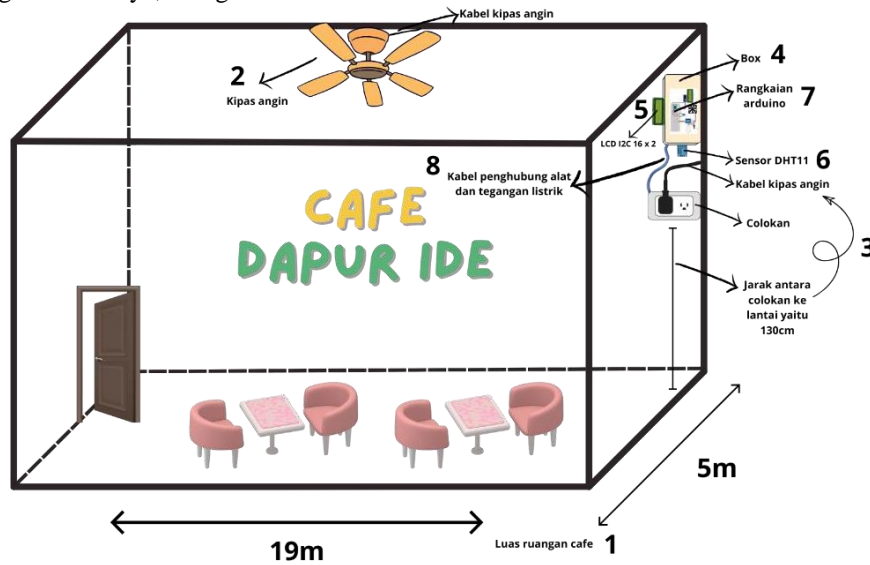 Kabel kipas angin
2
Kipas angin
Box 4
Rangkaian
arduino 7
5
LCD I2C 16 x 2
8 Kabel penghubung alat
dan tegangan listrik
Sensor DHT11 6
Kabel kipas angin
Colokan
3
CAFE
DAPUR IDE
Jarak antara
colokan ke
lantai yaitu
130cm
5m
19m
Luas ruangan cafe 1